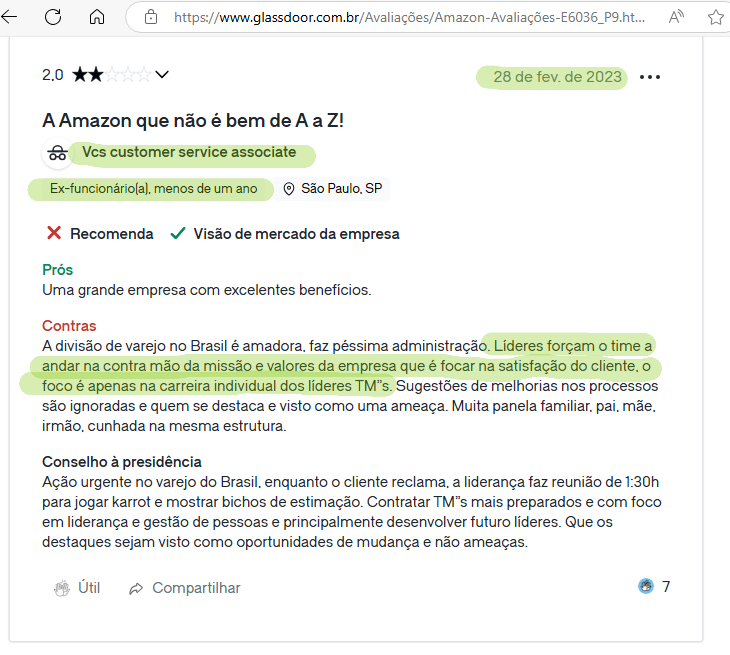 https://www.glassdoor.com.br/Avaliações/Amazon-Avaliações-E6036_P9.ht...
2,0
28 de fev. de 2023
A Amazon que não é bem de A a Z!
Vcs customer service associate
Ex-funcionário(a), menos de um ano
São Paulo, SP
Recomenda
Visão de mercado da empresa
Prós
Uma grande empresa com excelentes benefícios.
Contras
A divisão de varejo no Brasil é amadora, faz péssima administração. Líderes forçam o time a
andar na contra mão da missão e valores da empresa que é focar na satisfação do cliente, o
foco é apenas na carreira individual dos líderes TM"s. Sugestões de melhorias nos processos
são ignoradas e quem se destaca e visto como uma ameaça. Muita panela familiar, pai, mãe,
irmão, cunhada na mesma estrutura.
Conselho à presidência
Ação urgente no varejo do Brasil, enquanto o cliente reclama, a liderança faz reunião de 1:30h
para jogar karrot e mostrar bichos de estimação. Contratar TM"s mais preparados e com foco
em liderança e gestão de pessoas e principalmente desenvolver futuro líderes. Que os
destaques sejam visto como oportunidades de mudança e não ameaças.
Útil
Compartilhar
7